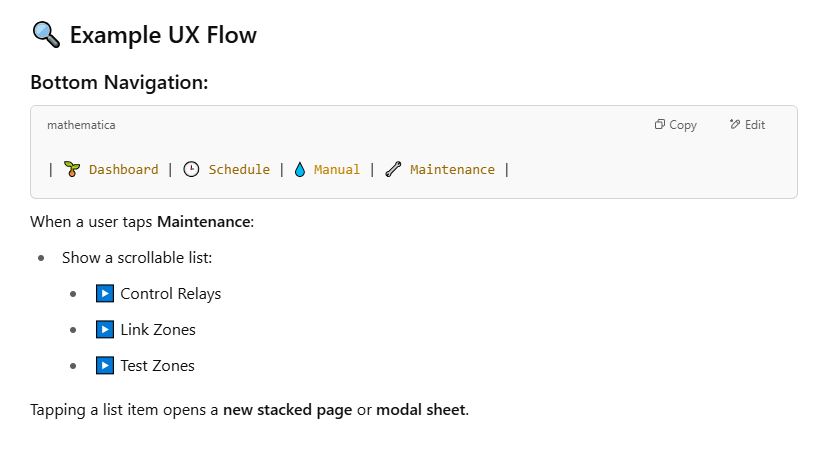 🔍 Example UX Flow
Bottom Navigation:
mathematica
Copy
Edit
| 🌱 Dashboard | 🕒 Schedule | 💧 Manual | 🔧 Maintenance |
When a user taps Maintenance:
• Show a scrollable list:
• ▶️ Control Relays
• ▶️ Link Zones
• ▶️ Test Zones
Tapping a list item opens a new stacked page or modal sheet.